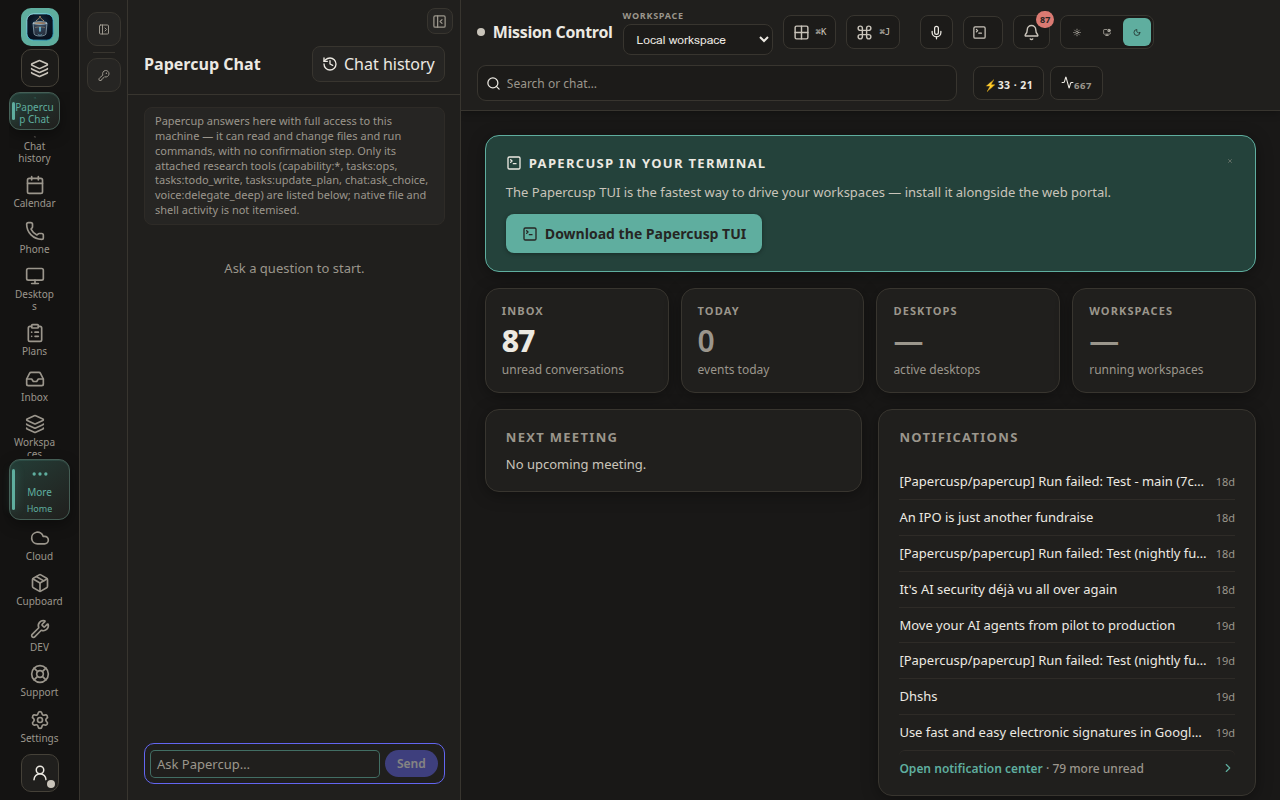 Papercu
p Chat
Chat
history
Calendar
Phone
Desktop
s
Plans
Inbox
Workspa
ces
More
Home
Cloud
Cupboard
DEV
Support
Settings
Papercup Chat
Chat history
Papercup answers here with full access to this
machine — it can read and change files and run
commands, with no confirmation step. Only its
attached research tools (capability:*, tasks:ops,
tasks:todo_write, tasks:update_plan, chat:ask_choice,
voice:delegate_deep) are listed below; native file and
shell activity is not itemised.
Ask a question to start.
Ask Papercup...
Send
Mission Control
WORKSPACE
Local workspace
⌘K
⌘J
87
Search or chat...
⚡33 · 21
667
PAPERCUSP IN YOUR TERMINAL
×
The Papercusp TUI is the fastest way to drive your workspaces — install it alongside the web portal.
Download the Papercusp TUI
INBOX
87
unread conversations
TODAY
0
events today
DESKTOPS
—
active desktops
WORKSPACES
—
running workspaces
NEXT MEETING
No upcoming meeting.
NOTIFICATIONS
[Papercusp/papercup] Run failed: Test - main (7c... 18d
An IPO is just another fundraise 18d
[Papercusp/papercup] Run failed: Test (nightly fu... 18d
It's AI security déjà vu all over again 18d
Move your AI agents from pilot to production 19d
[Papercusp/papercup] Run failed: Test (nightly fu... 19d
Dhshs 19d
Use fast and easy electronic signatures in Googl... 19d
Open notification center · 79 more unread